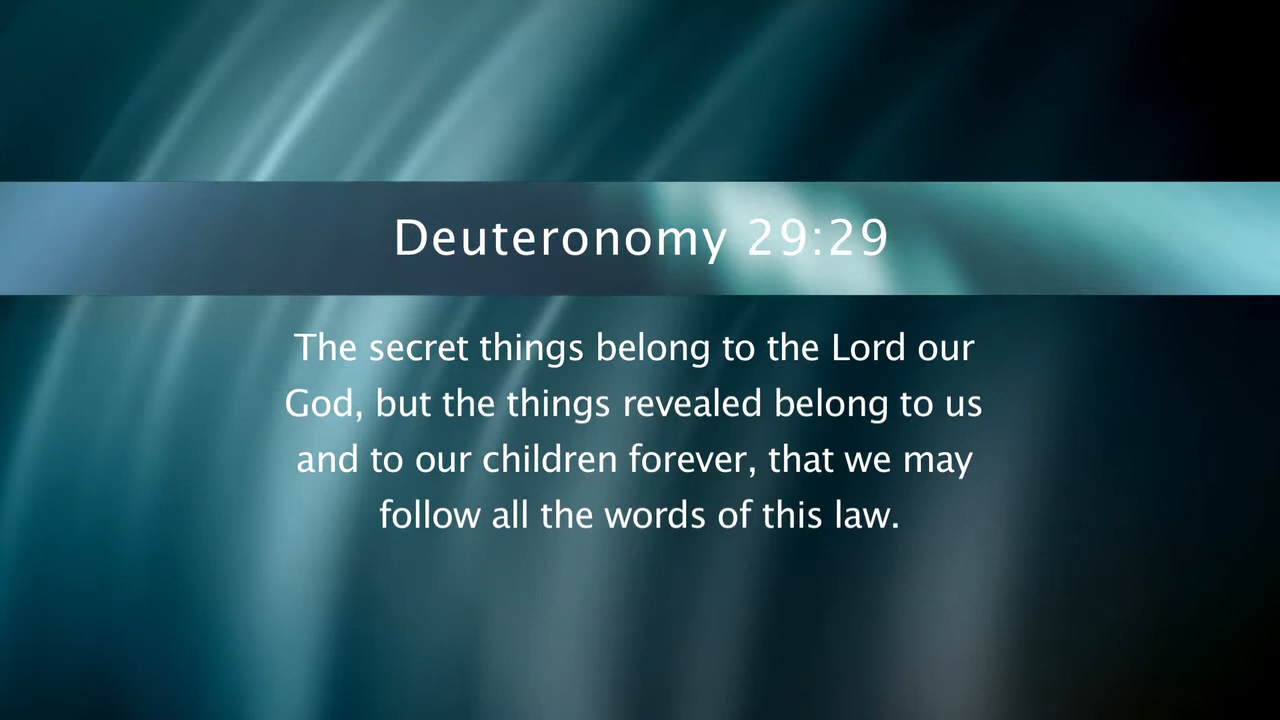 Deuteronomy 29:29
The secret things belong to the Lord our
God, but the things revealed belong to us
and to our children forever, that we may
follow all the words of this law.